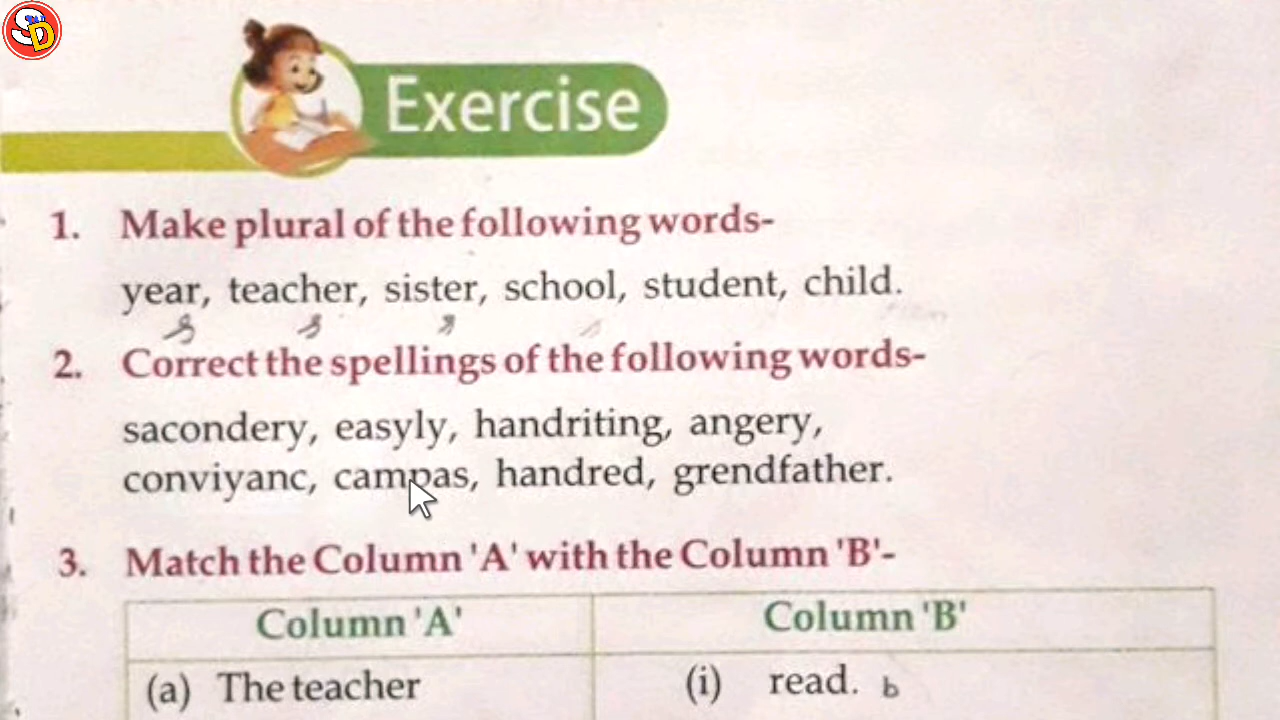 SD
Exercise
1. Make plural of the following words-
year, teacher, sister, school, student, child.
s s s s
2. Correct the spellings of the following words-
sacondery, easyly, handriting, angery,
conviyanc, campas, handred, grendfather.
3. Match the Column 'A' with the Column 'B'-
Column 'A' Column 'B'
(a) The teacher (i) read. b